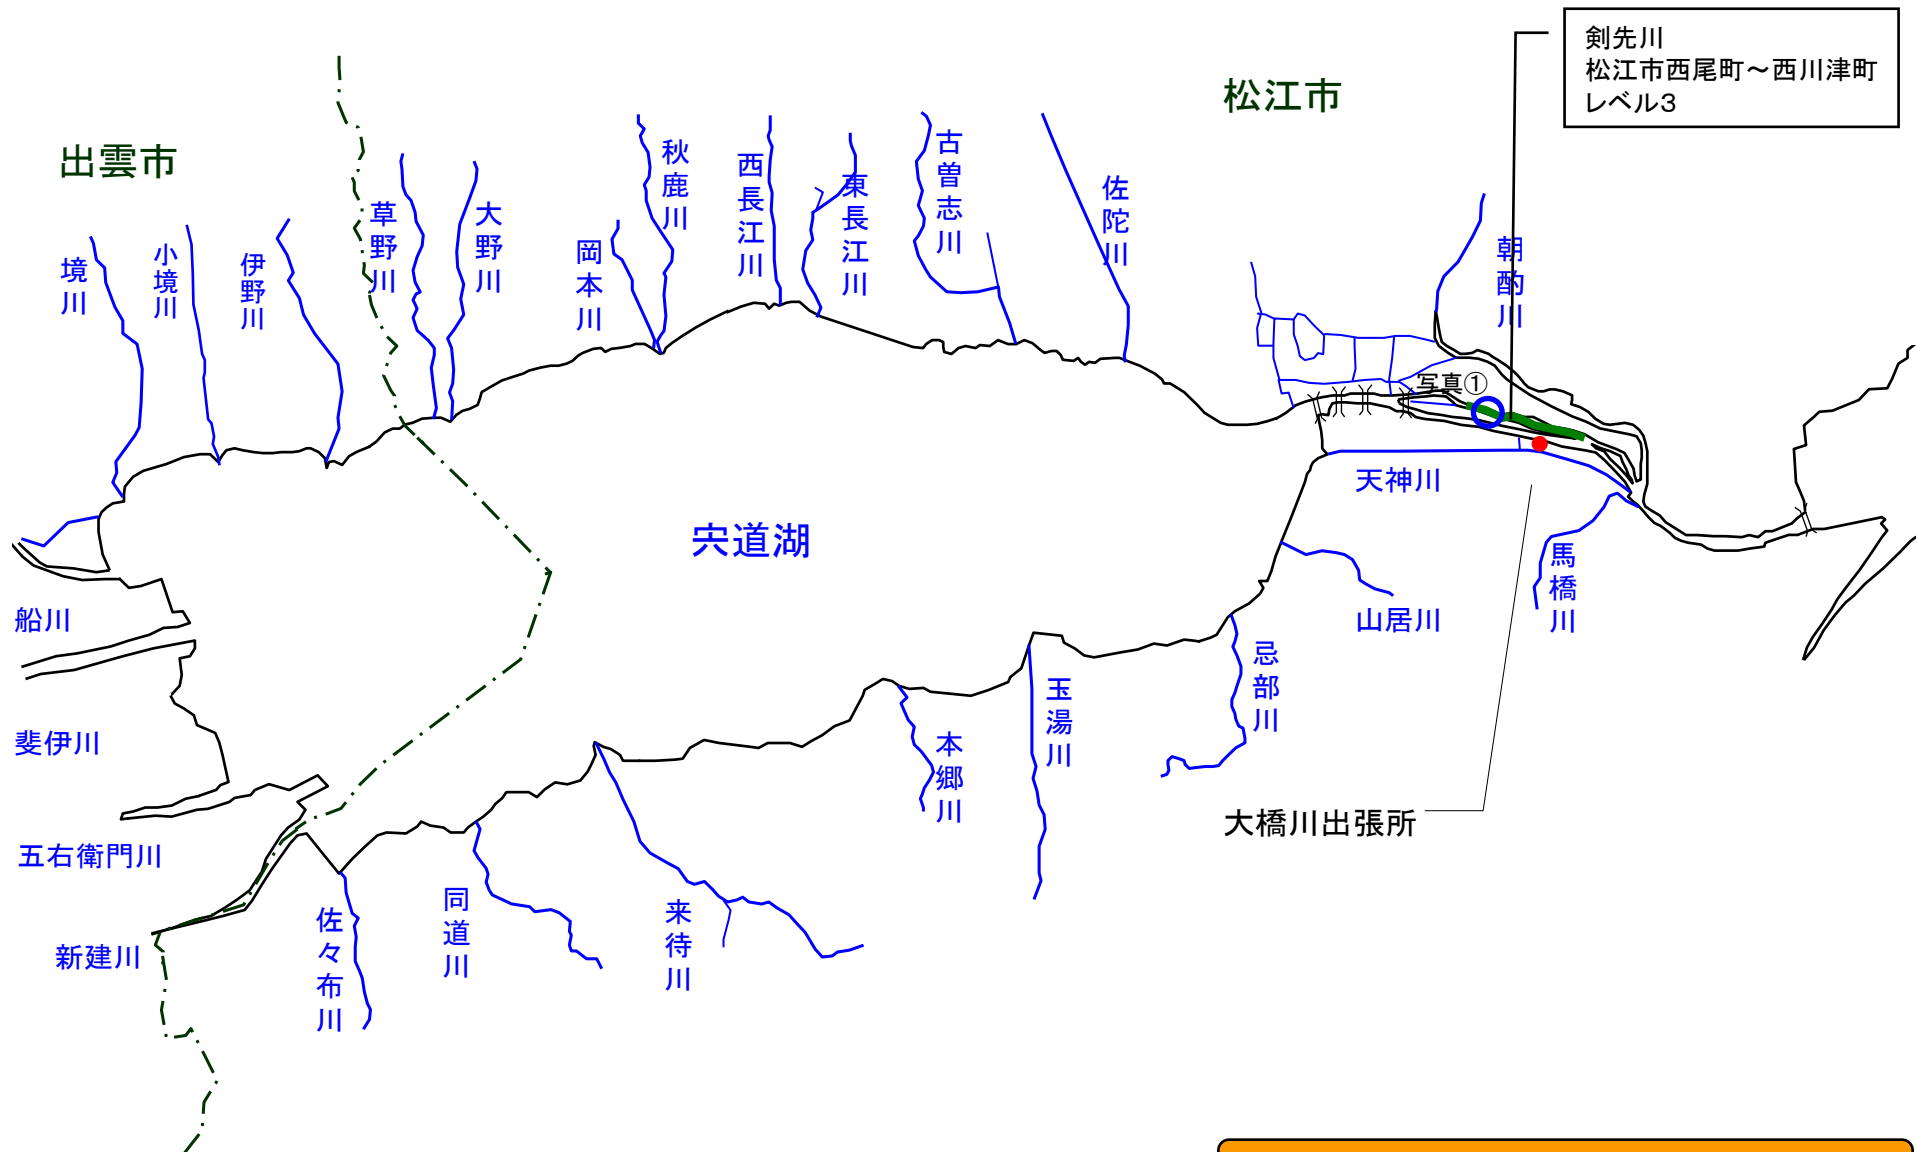 剣先川
松江市西尾町～西川津町
レベル3
松江市
出雲市
境川
小境川
伊野川
草野川
大野川
岡本川
秋鹿川
西長江川
東長江川
古曽志川
佐陀川
朝酌川
写真①
天神川
宍道湖
馬橋川
山居川
船川
忌部川
玉湯川
斐伊川
本郷川
大橋川出張所
五右衛門川
同道川
来待川
佐々布川
新建川